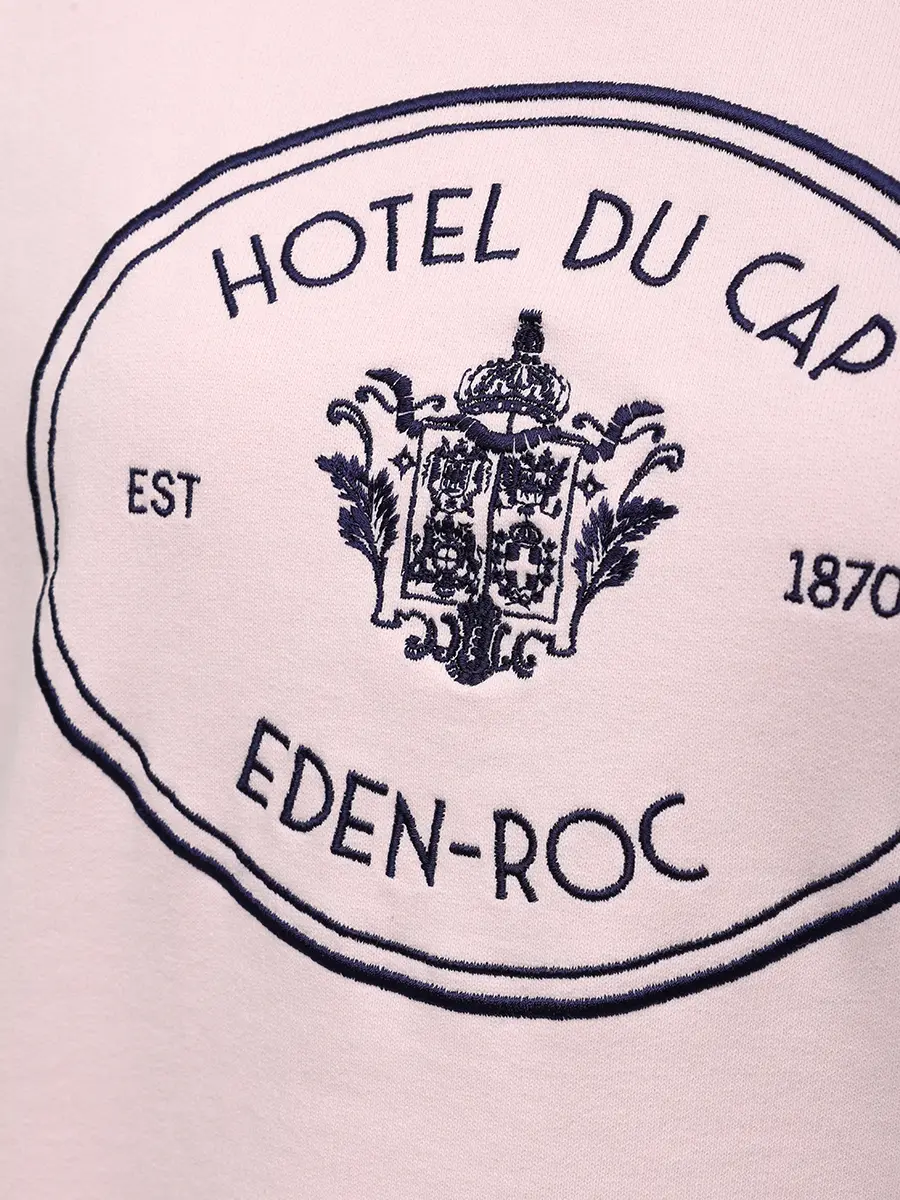 HOTEL DU CAP
EST
1870
EDEN-ROC